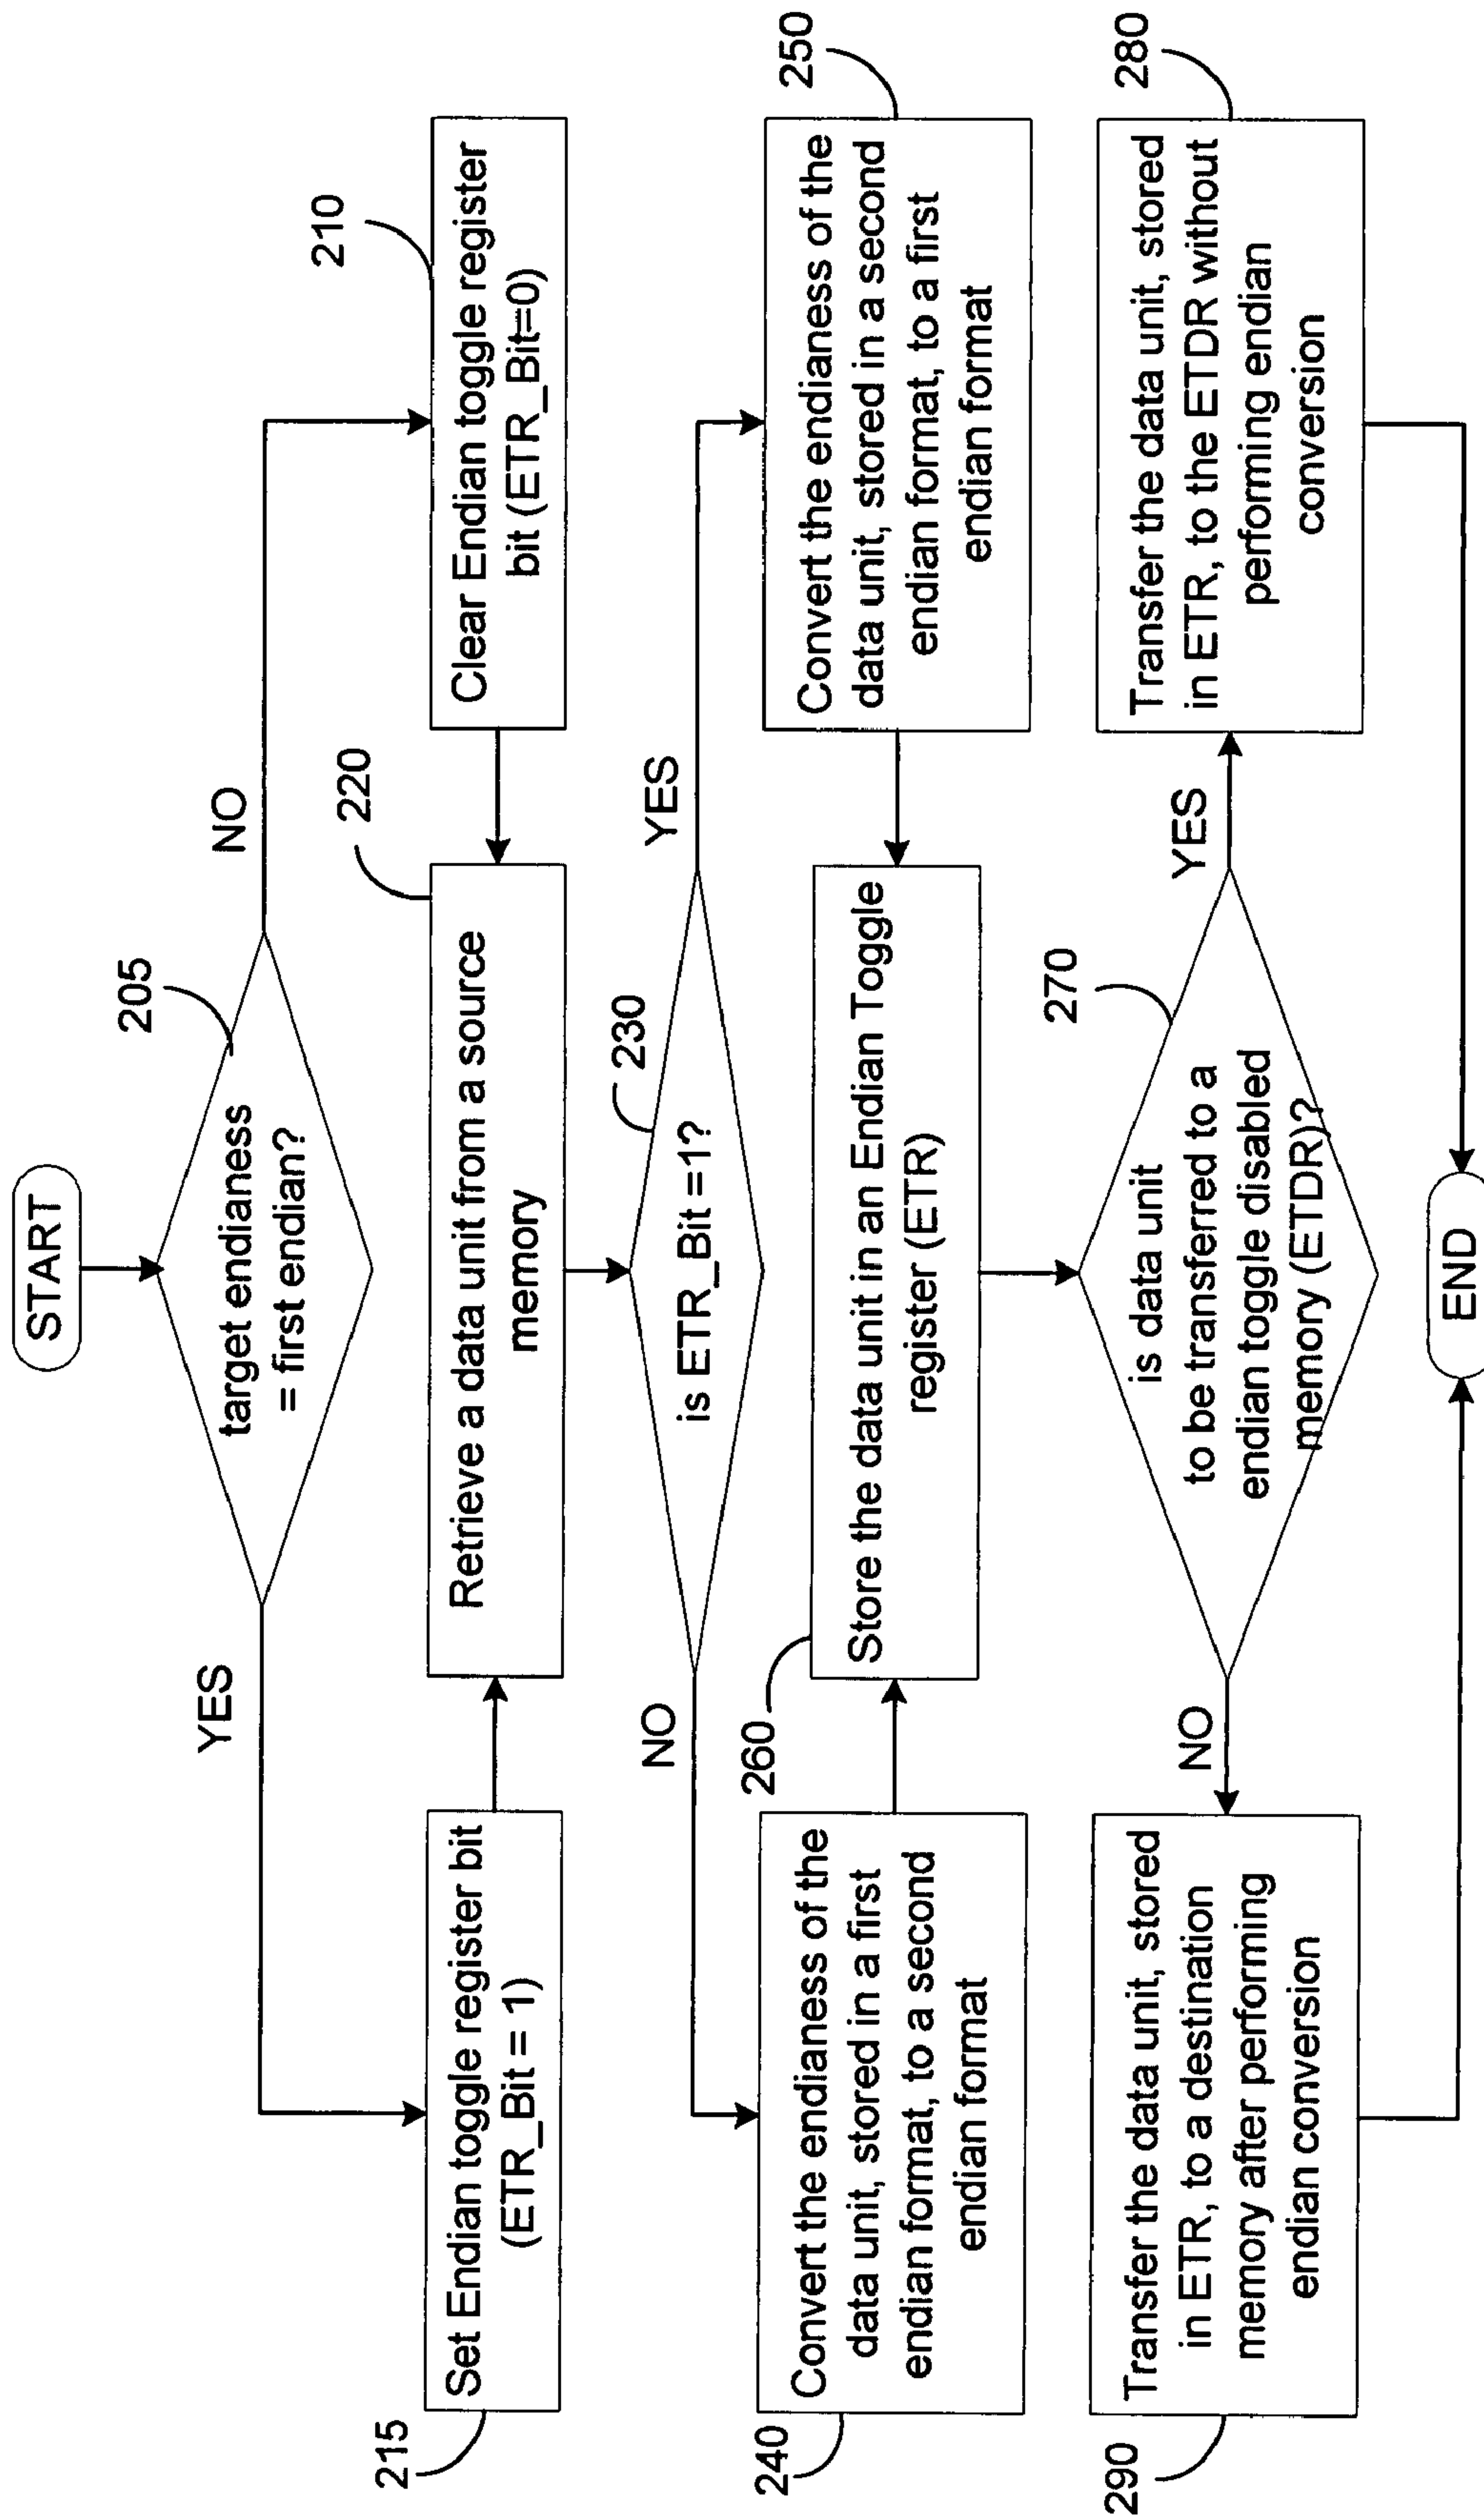 START
205
target endianess
= first endian?
YES
NO
215
Set Endian toggle register bit
(ETR_Bit = 1)
220
Retrieve a data unit from a source
memory
210
Clear Endian toggle register
bit (ETR_Bit=0)
230
is ETR_Bit =1?
NO
YES
240
Convert the endianess of the
data unit, stored in a first
endian format, to a second
endian format
260
Store the data unit in an Endian Toggle
register (ETR)
250
Convert the endianess of the
data unit, stored in a second
endian format, to a first
endian format
270
is data unit
to be transferred to a
endian toggle disabled
memory (ETDR)?
NO
YES
290
Transfer the data unit, stored
in ETR, to a destination
memory after performing
endian conversion
280
Transfer the data unit, stored
in ETR, to the ETDR without
performing endian
conversion
END